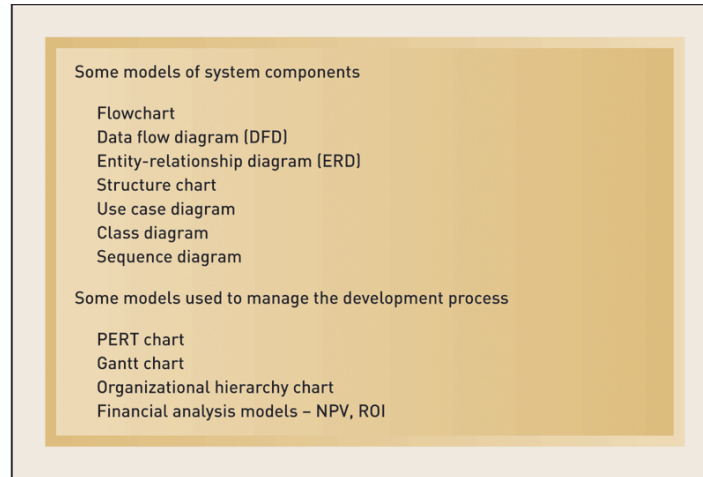 Some models of system components
Flowchart
Data flow diagram (DFD)
Entity-relationship diagram (ERD)
Structure chart
Use case diagram
Class diagram
Sequence diagram
Some models used to manage the development process
PERT chart
Gantt chart
Organizational hierarchy chart
Financial analysis models – NPV, ROI